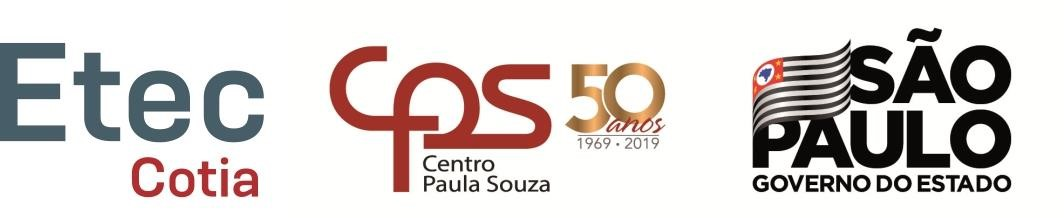 Etec
Cotia
cps
Centro
Paula Souza
50
anos
1969 • 2019
SÃO
PAULO
GOVERNO DO ESTADO